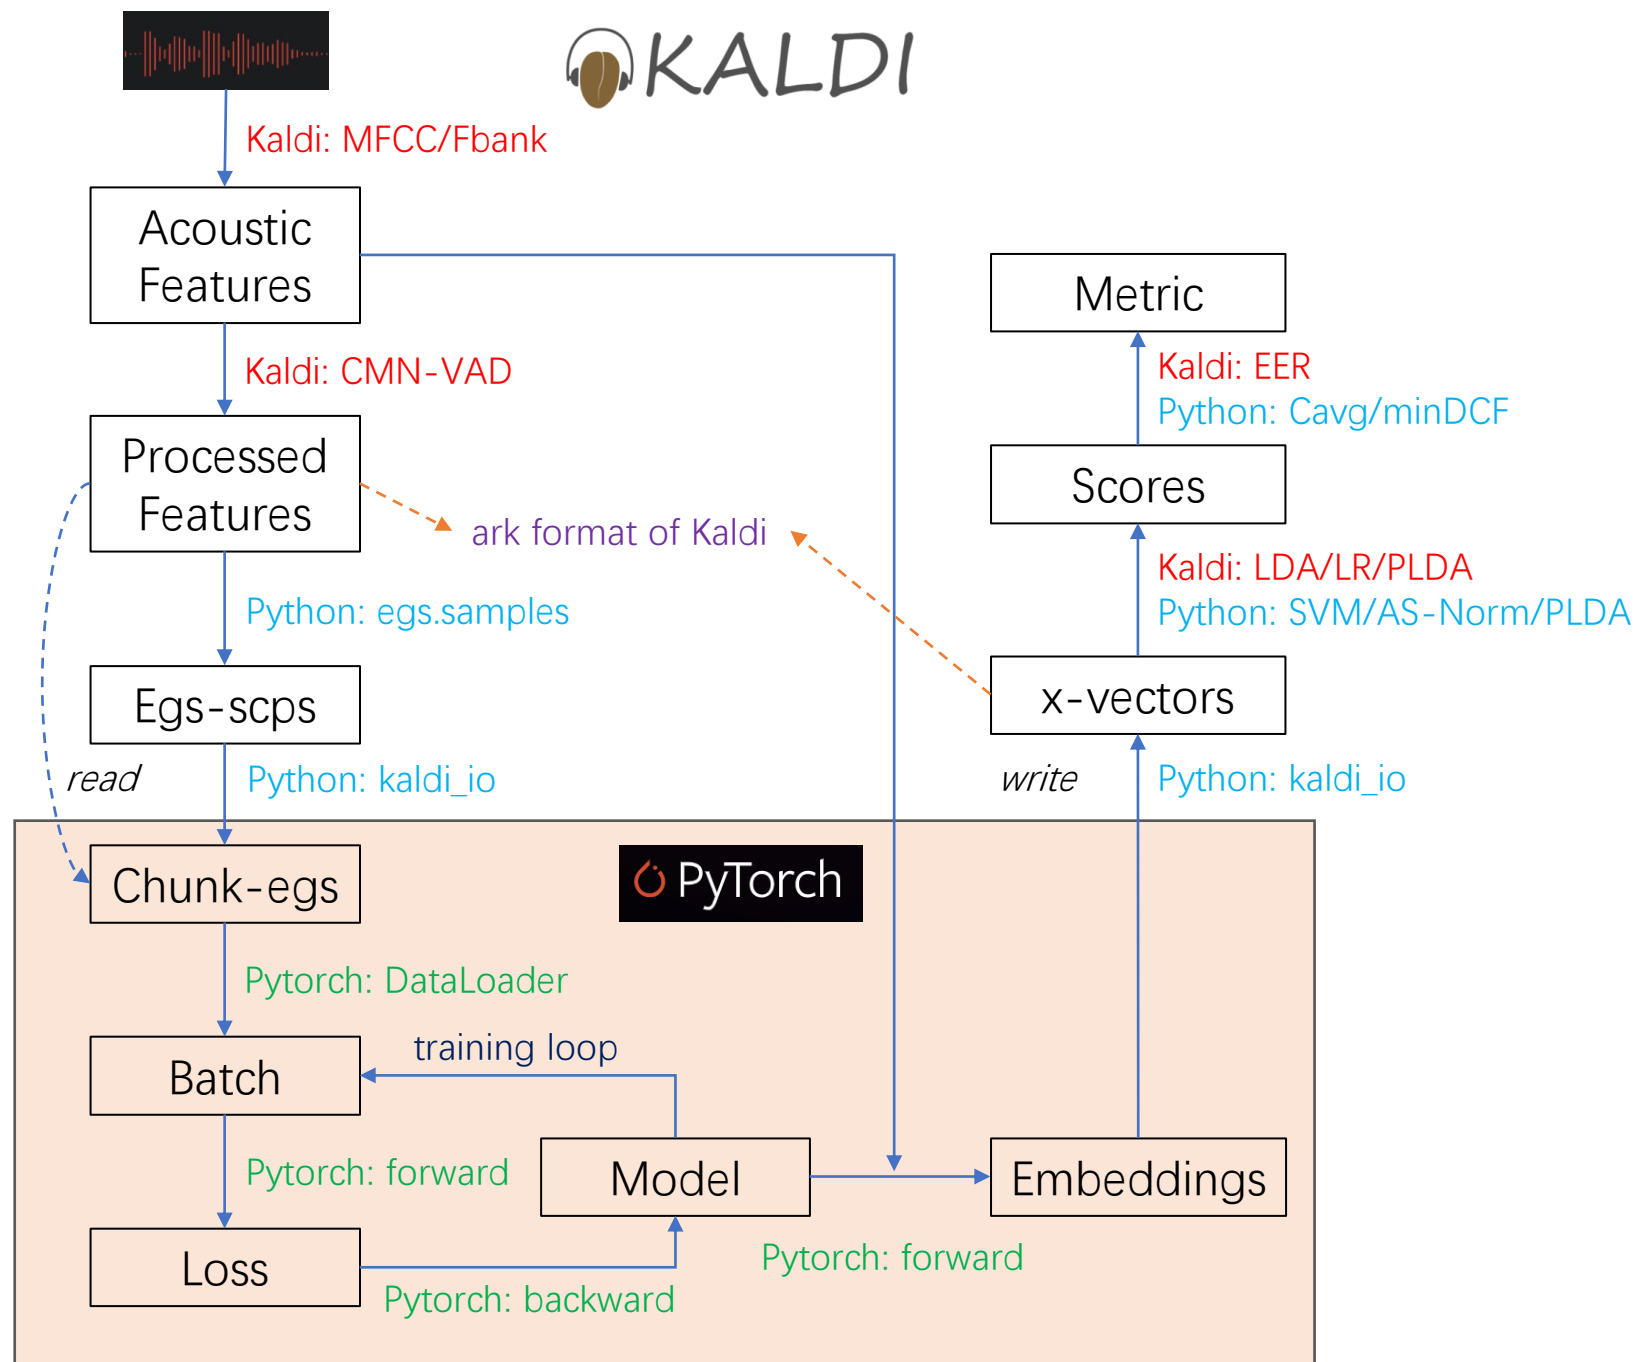 KALDI
Kaldi: MFCC/Fbank
Acoustic
Features
Kaldi: CMN-VAD
Processed
Features
ark format of Kaldi
Python: egs.samples
Egs-scps
read
Python: kaldi_io
Chunk-egs
PyTorch
Pytorch: DataLoader
Batch
training loop
Pytorch: forward
Loss
Pytorch: backward
Model
Pytorch: forward
Embeddings
write
Python: kaldi_io
x-vectors
Kaldi: LDA/LR/PLDA
Python: SVM/AS-Norm/PLDA
Scores
Kaldi: EER
Python: Cavg/minDCF
Metric